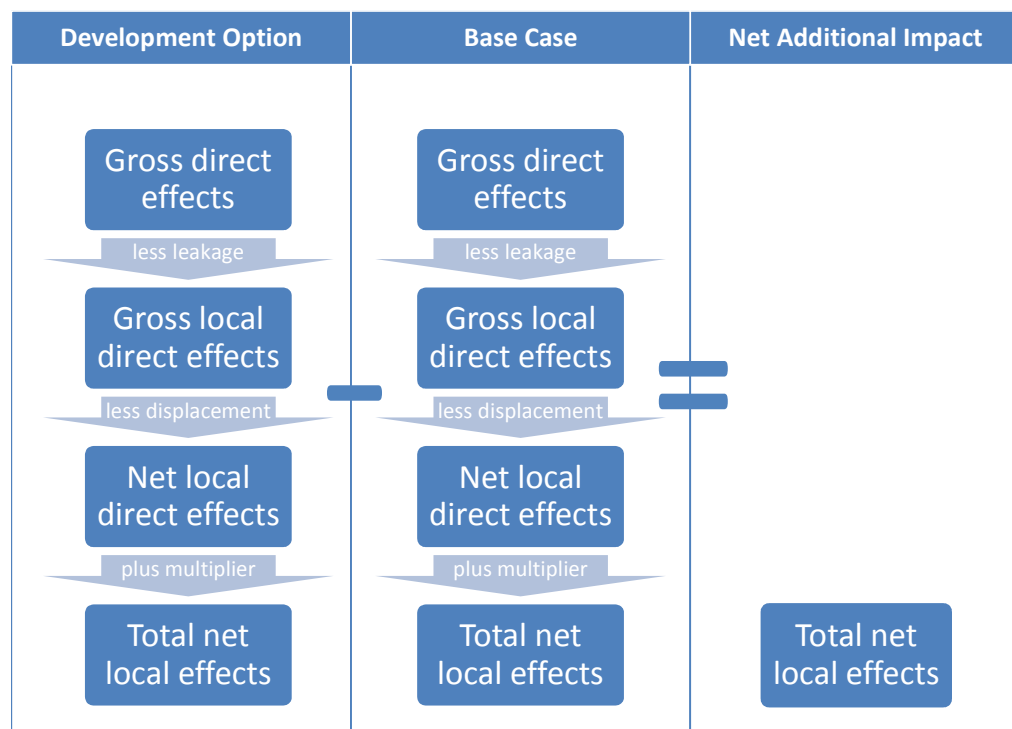 Development Option
Base Case
Net Additional Impact
Gross direct
effects
less leakage
Gross local
direct effects
less displacement
Net local
direct effects
plus multiplier
Total net
local effects
Gross direct
effects
less leakage
Gross local
direct effects
less displacement
Net local
direct effects
plus multiplier
Total net
local effects
Total net
local effects